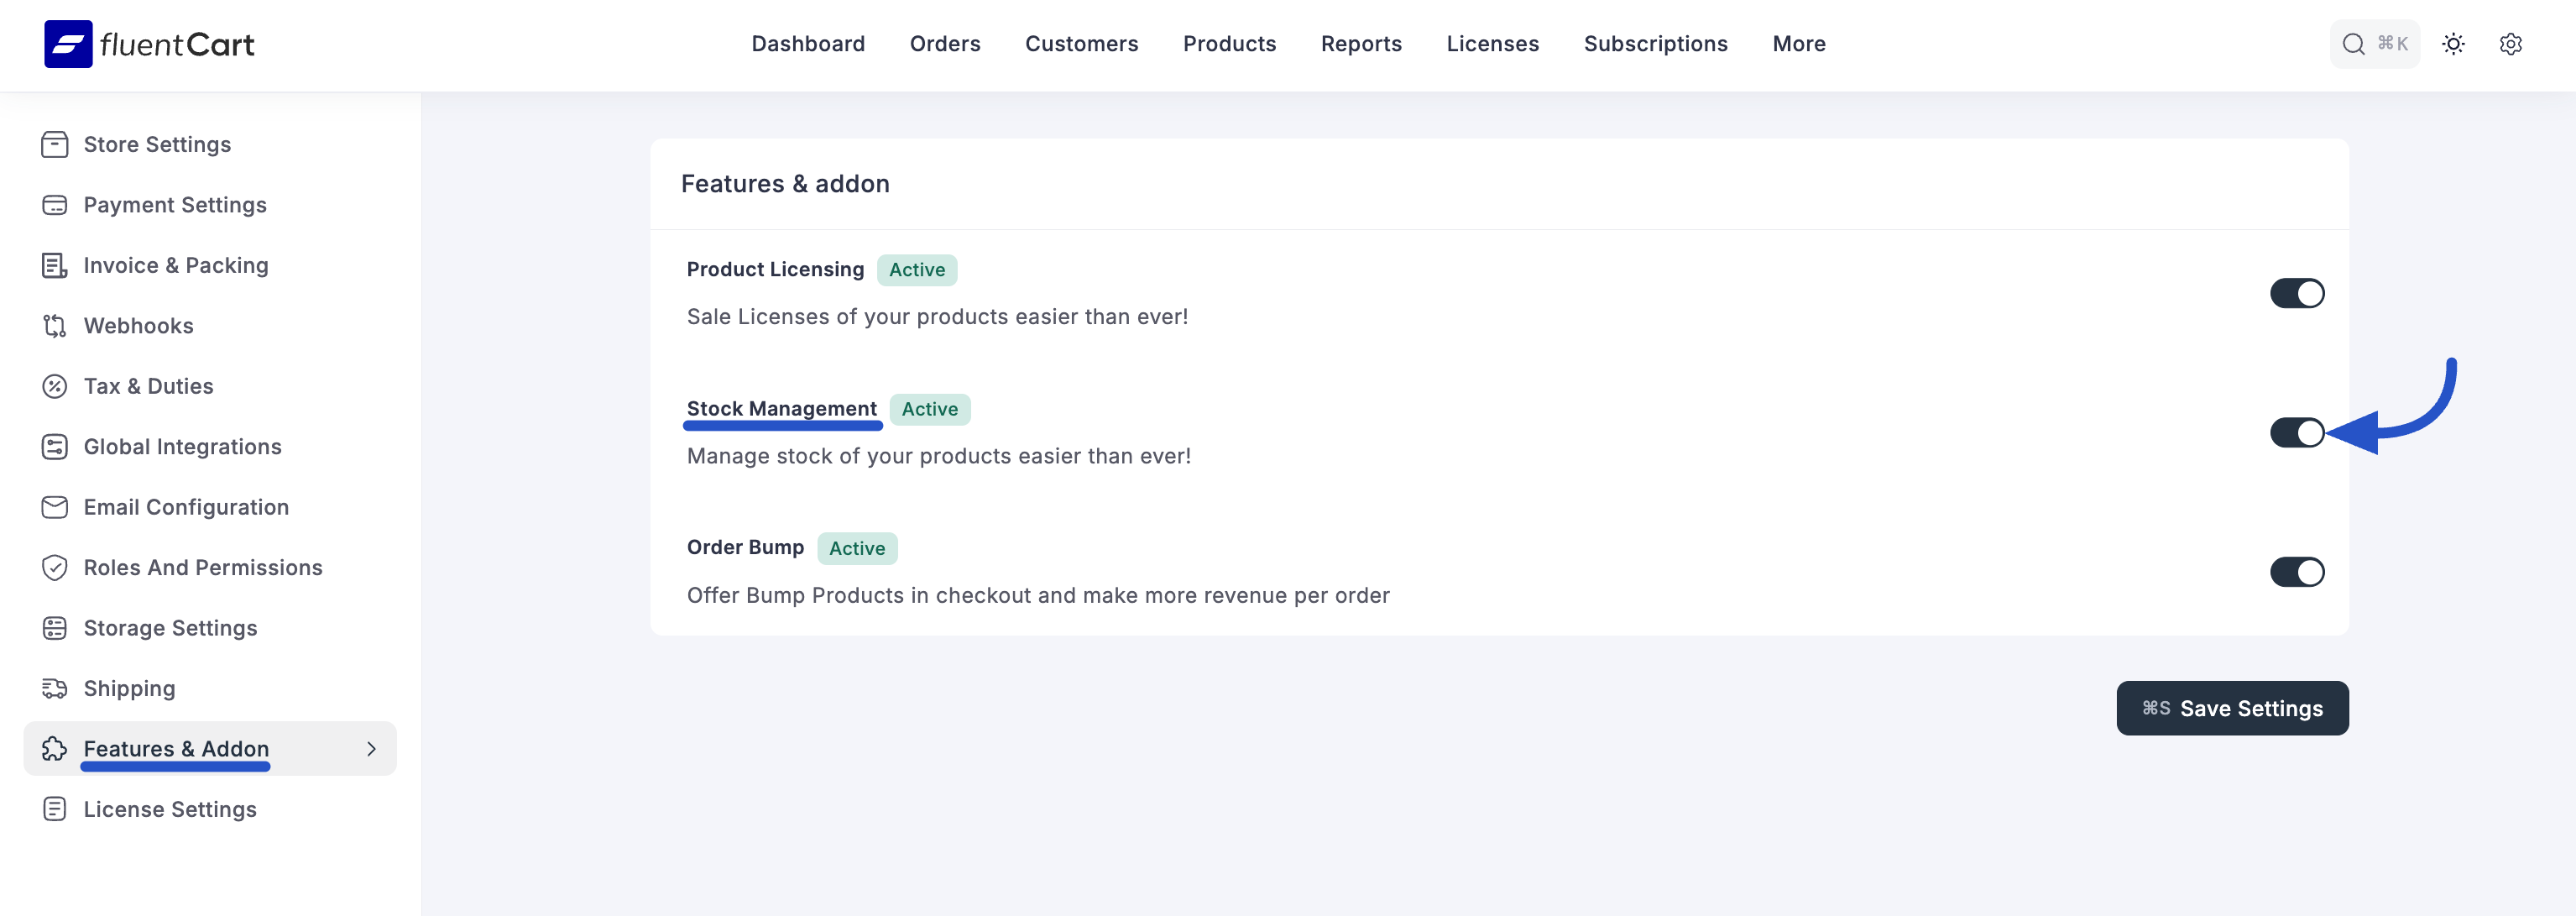 fluentCart
Dashboard
Orders
Customers
Products
Reports
Licenses
Subscriptions
More
⌘K
Store Settings
Payment Settings
Invoice & Packing
Webhooks
Tax & Duties
Global Integrations
Email Configuration
Roles And Permissions
Storage Settings
Shipping
Features & Addon
License Settings
Features & addon
Product Licensing Active
Sale Licenses of your products easier than ever!
Stock Management Active
Manage stock of your products easier than ever!
Order Bump Active
Offer Bump Products in checkout and make more revenue per order
⌘S Save Settings